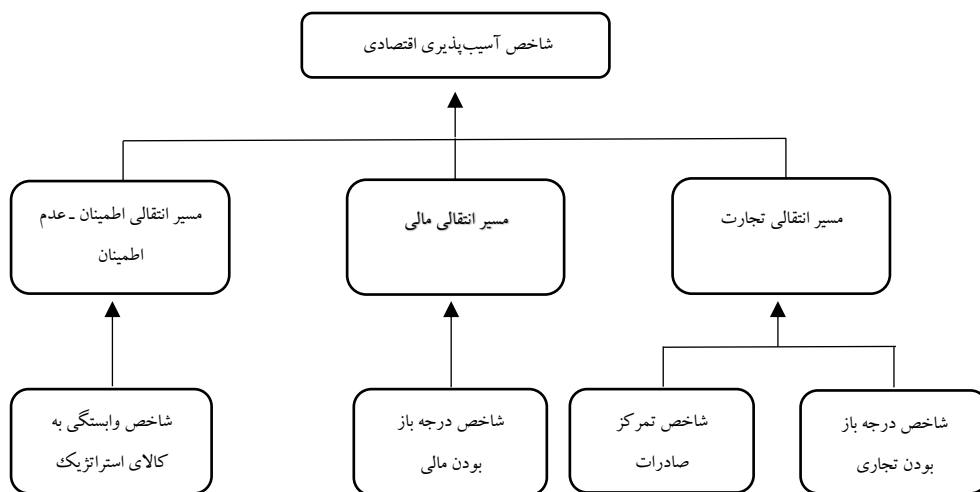 شاخص آسیب‌پذیری اقتصادی
مسیر انتقالی تجارت
مسیر انتقالی مالی
مسیر انتقالی اطمینان ـ عدم
اطمینان
شاخص درجه باز
بودن تجاری
شاخص تمرکز
صادرات
شاخص درجه باز
بودن مالی
شاخص وابستگی به
کالای استراتژیک